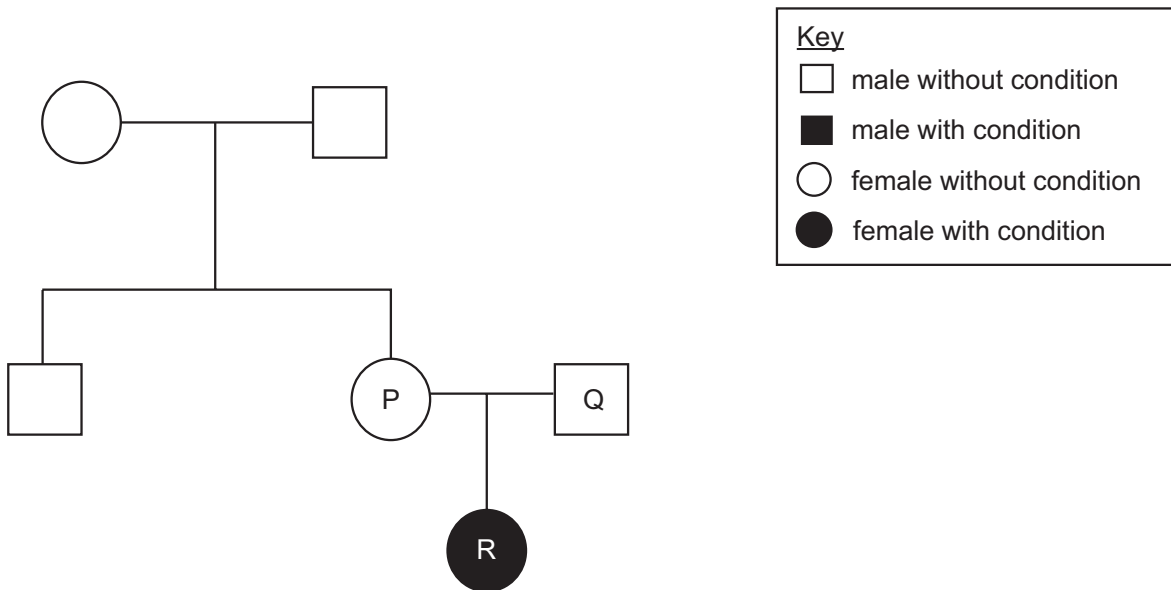 Key
male without condition
male with condition
female without condition
female with condition
P
Q
R